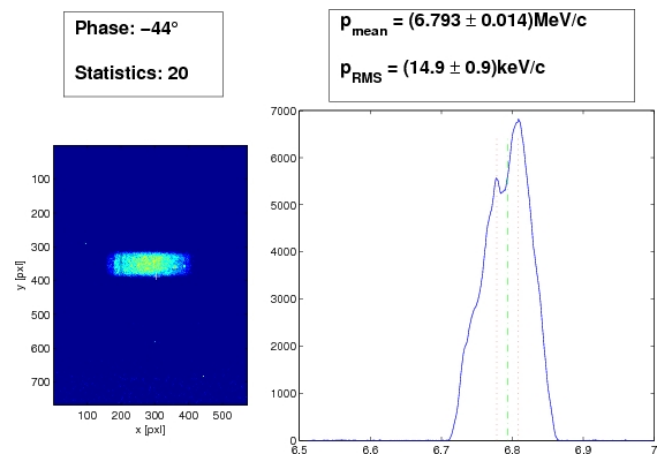 Phase: −44°
Statistics: 20
p_mean = (6.793 ± 0.014)MeV/c
p_RMS = (14.9 ± 0.9)keV/c
100
200
300
400
500
600
700
y [pxl]
100 200 300 400 500
x [pxl]
7000
6000
5000
4000
3000
2000
1000
0
6.5 6.6 6.7 6.8 6.9 7